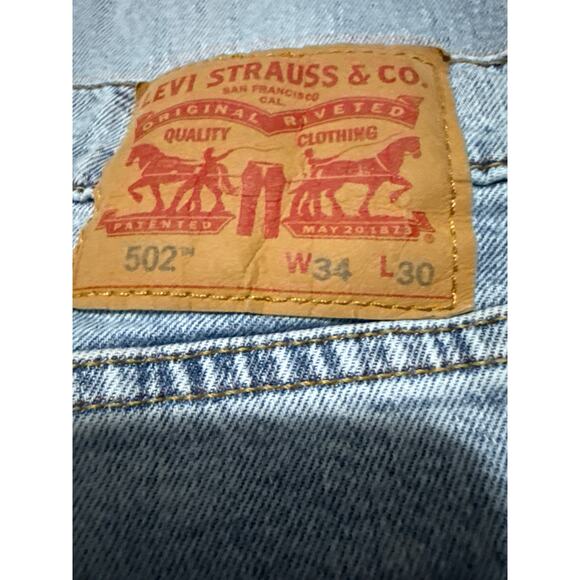 LEVI STRAUSS & CO.
SAN FRANCISCO
CAL.
ORIGINAL RIVETED
QUALITY CLOTHING
PATENTED MAY 20 1873
502™ W34 L30